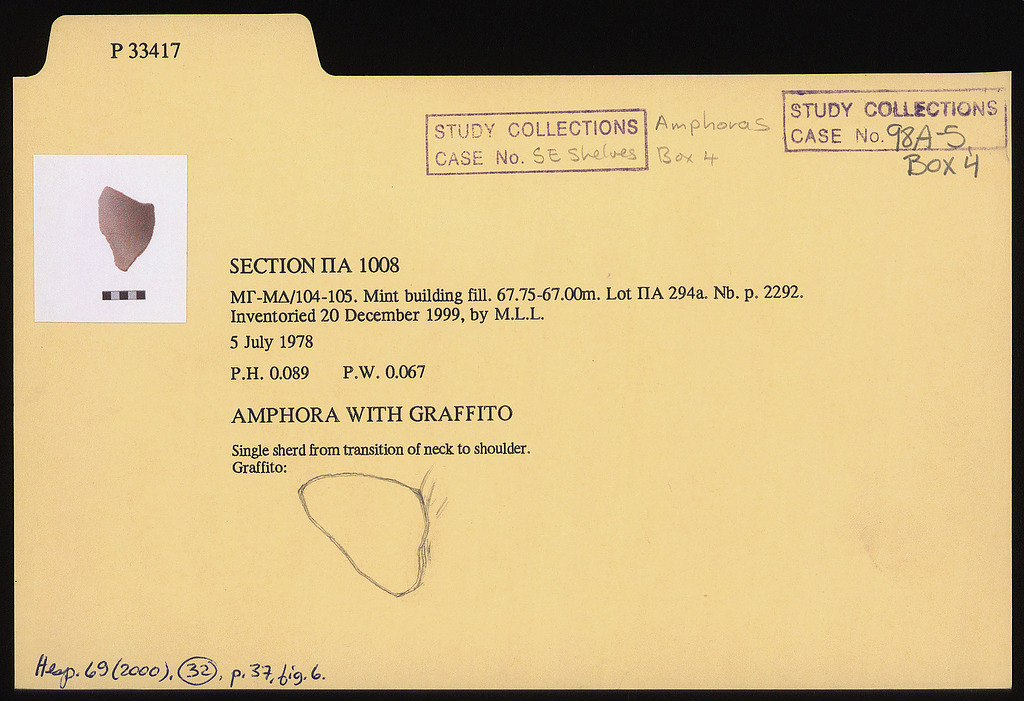 P 33417
STUDY COLLECTIONS
CASE No. SE Shelves
Amphoras
Box 4
STUDY COLLECTIONS
CASE No. 98A-5
Box 4
SECTION ΠΑ 1008
ΜΓ-ΜΔ/104-105. Mint building fill. 67.75-67.00m. Lot ΠΑ 294a. Nb. p. 2292.
Inventoried 20 December 1999, by M.L.L.
5 July 1978
P.H. 0.089 P.W. 0.067
AMPHORA WITH GRAFFITO
Single sherd from transition of neck to shoulder.
Graffito:
Hesp. 69 (2000), 32, p. 37, fig. 6.